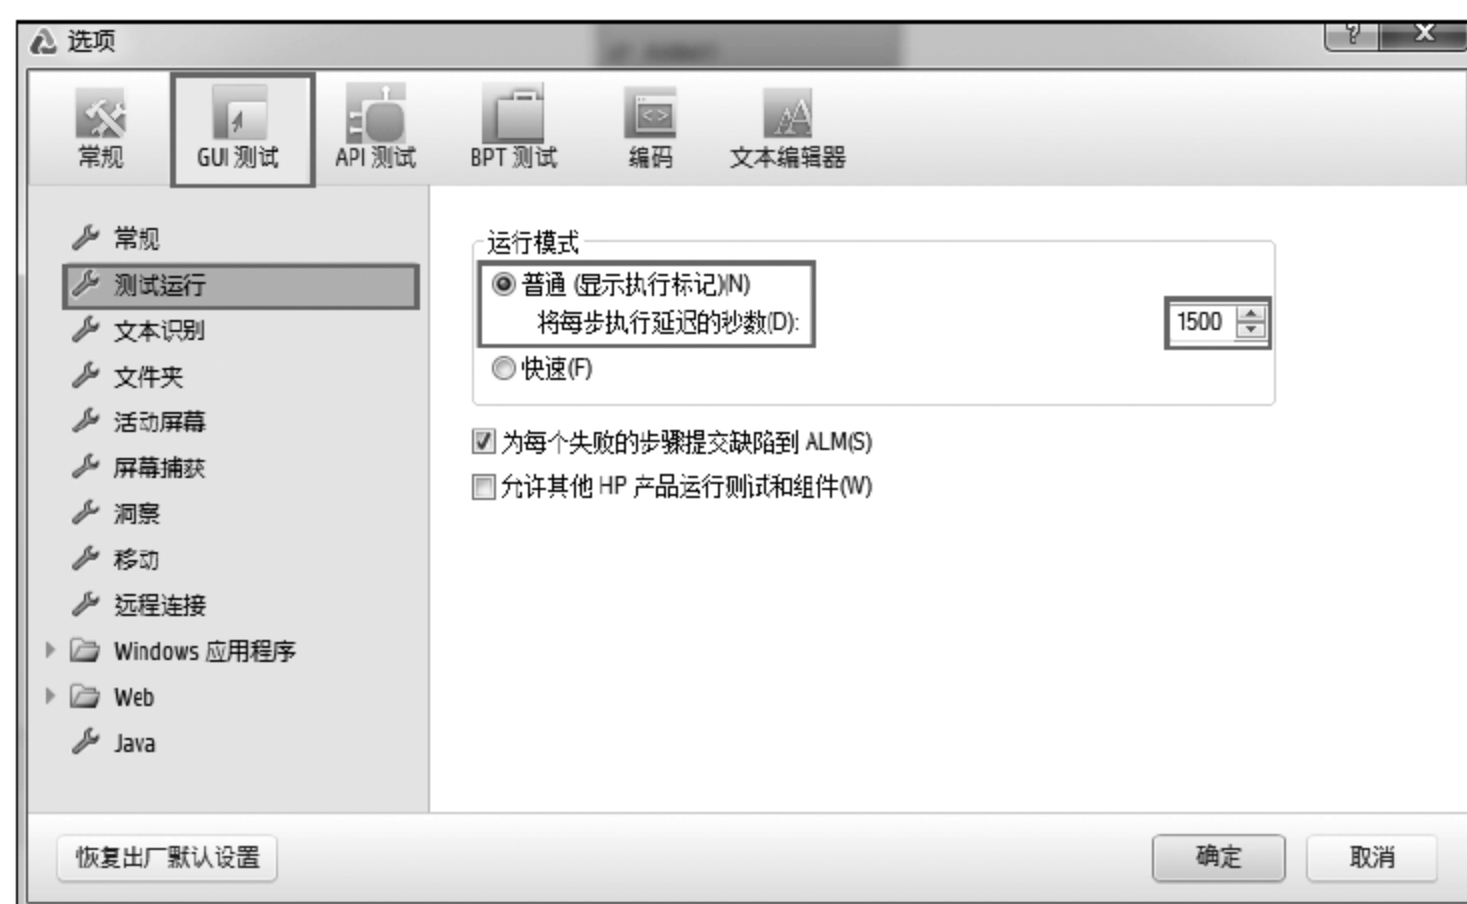 选项
常规
GUI 测试
API 测试
BPT 测试
编码
文本编辑器
常规
测试运行
文本识别
文件夹
活动屏幕
屏幕捕获
洞察
移动
远程连接
Windows 应用程序
Web
Java
运行模式
普通 (显示执行标记)(N)
将每步执行延迟的秒数(D):
1500
快速(F)
为每个失败的步骤提交缺陷到 ALM(S)
允许其他 HP 产品运行测试和组件(W)
恢复出厂默认设置
确定
取消